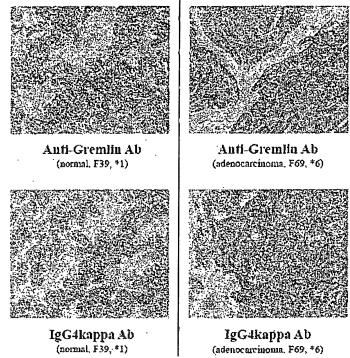 Anti-Gremlin Ab
(normal, F39, *1)
Anti-Gremlin Ab
(adenocarcinoma, F69, *6)
IgG4kappa Ab
(normal, F39, *1)
IgG4kappa Ab
(adenocarcinoma, F69, *6)